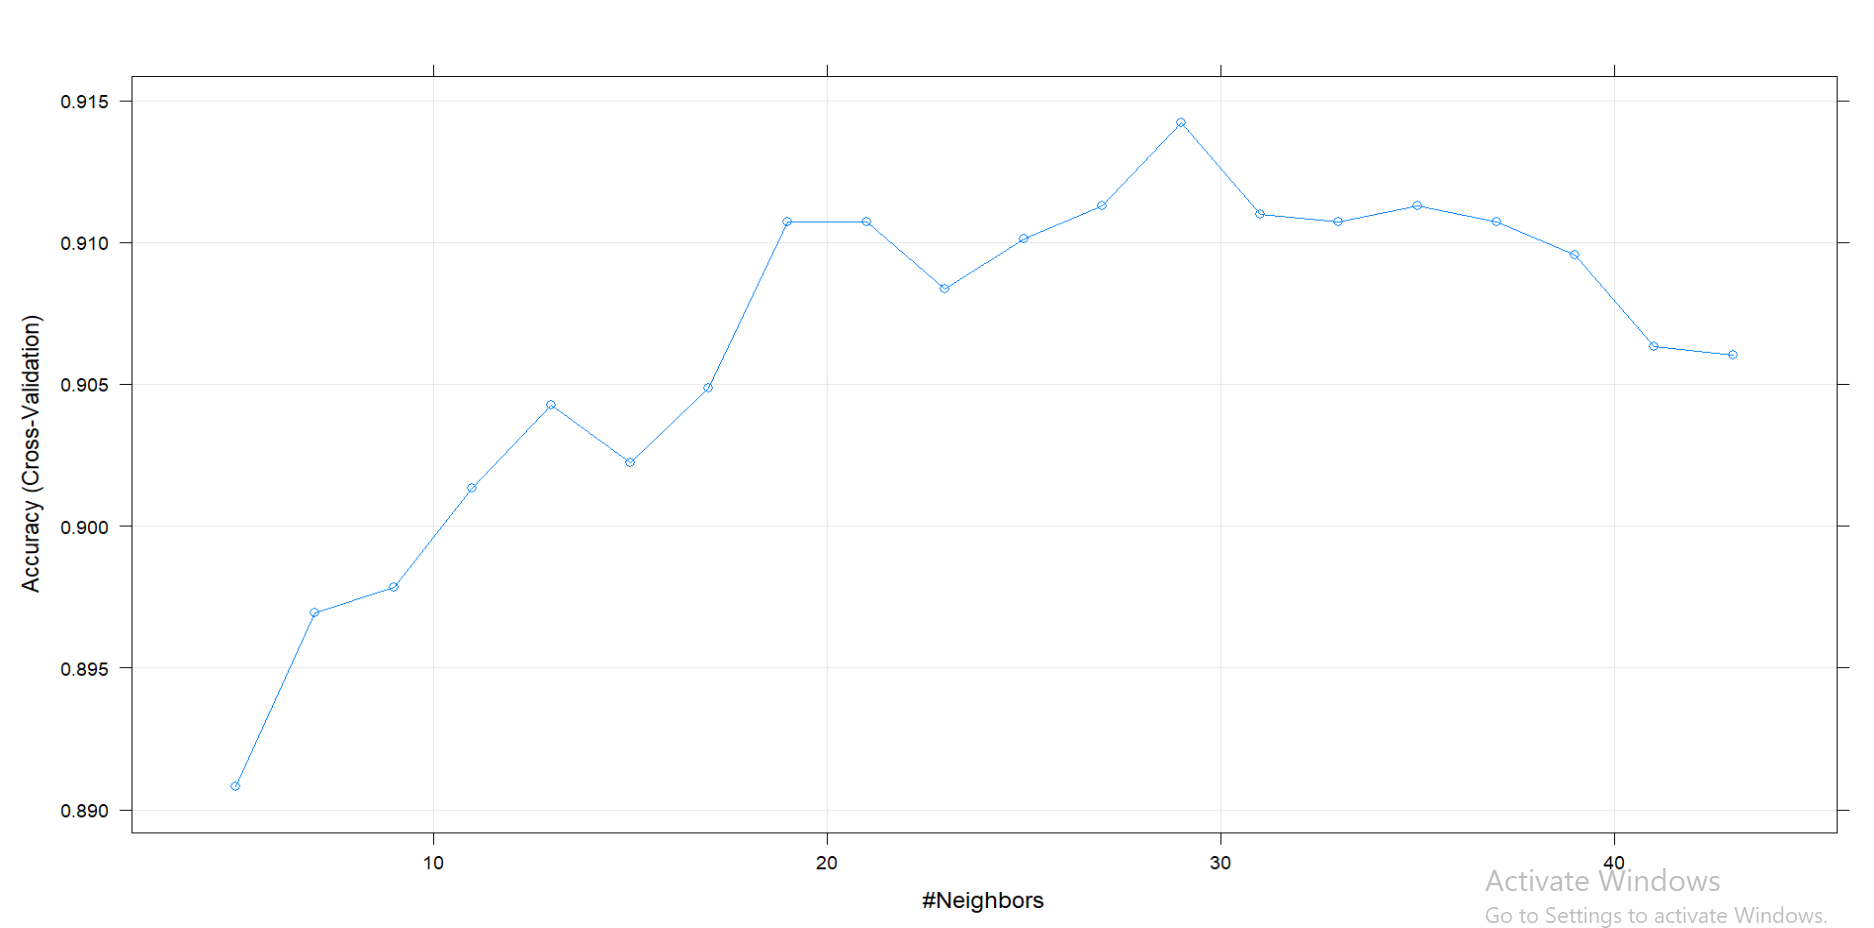 0.915
0.910
0.905
0.900
0.895
0.890
Accuracy (Cross-Validation)
10 20 30 40
#Neighbors
Activate Windows
Go to Settings to activate Windows.